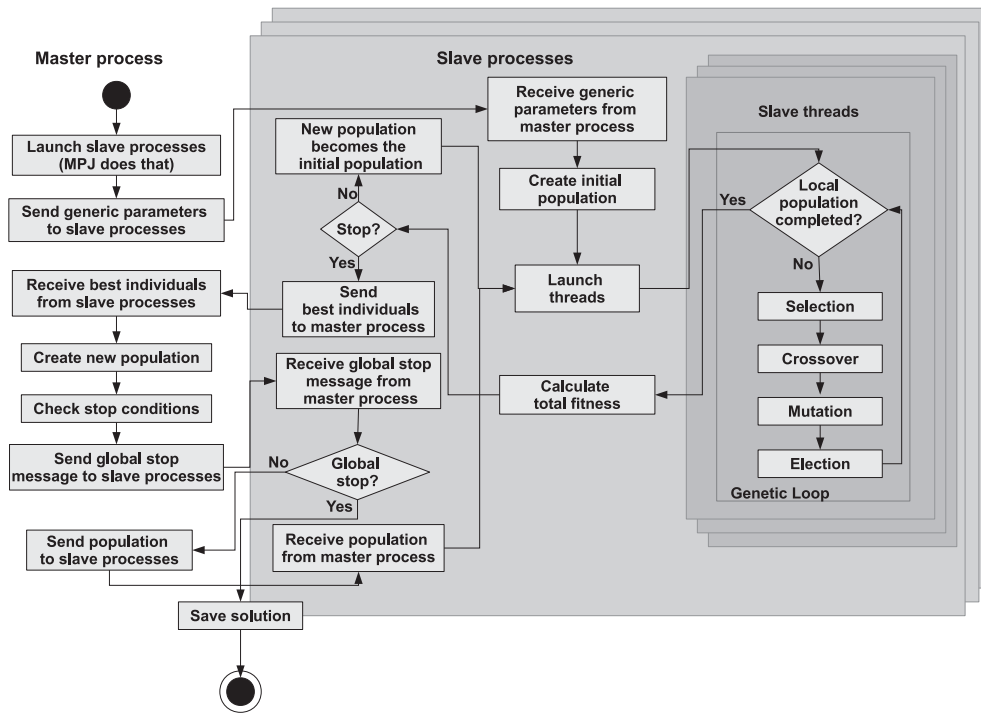 Master process
Launch slave processes
(MPJ does that)
Send generic parameters
to slave processes
Receive best individuals
from slave processes
Create new population
Check stop conditions
Send global stop
message to slave processes
Send population
to slave processes
Save solution
Slave processes
New population
becomes the
initial population
No
Stop?
Yes
Send
best individuals
to master process
Receive global stop
message from
master process
No
Global
stop?
Yes
Receive population
from master process
Receive generic
parameters from
master process
Create initial
population
Launch
threads
Calculate
total fitness
Slave threads
Yes
Local
population
completed?
No
Selection
Crossover
Mutation
Election
Genetic Loop